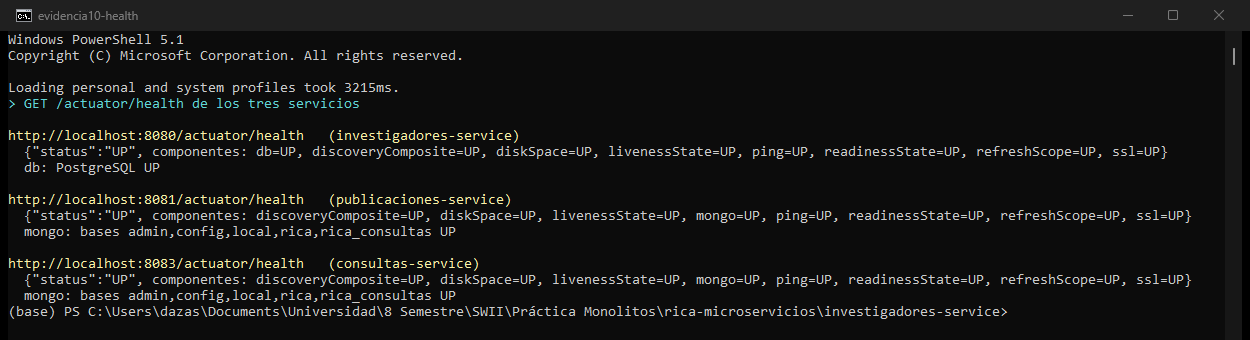 evidencia10-health
Windows PowerShell 5.1
Copyright (C) Microsoft Corporation. All rights reserved.
Loading personal and system profiles took 3215ms.
> GET /actuator/health de los tres servicios
http://localhost:8080/actuator/health   (investigadores-service)
{"status":"UP", componentes: db=UP, discoveryComposite=UP, diskSpace=UP, livenessState=UP, ping=UP, readinessState=UP, refreshScope=UP, ssl=UP}
db: PostgreSQL UP
http://localhost:8081/actuator/health   (publicaciones-service)
{"status":"UP", componentes: discoveryComposite=UP, diskSpace=UP, livenessState=UP, mongo=UP, ping=UP, readinessState=UP, refreshScope=UP, ssl=UP}
mongo: bases admin,config,local,rica,rica_consultas UP
http://localhost:8083/actuator/health   (consultas-service)
{"status":"UP", componentes: discoveryComposite=UP, diskSpace=UP, livenessState=UP, mongo=UP, ping=UP, readinessState=UP, refreshScope=UP, ssl=UP}
mongo: bases admin,config,local,rica,rica_consultas UP
(base) PS C:\Users\dazas\Documents\Universidad\8 Semestre\SWII\Práctica Monolitos\rica-microservicios\investigadores-service>